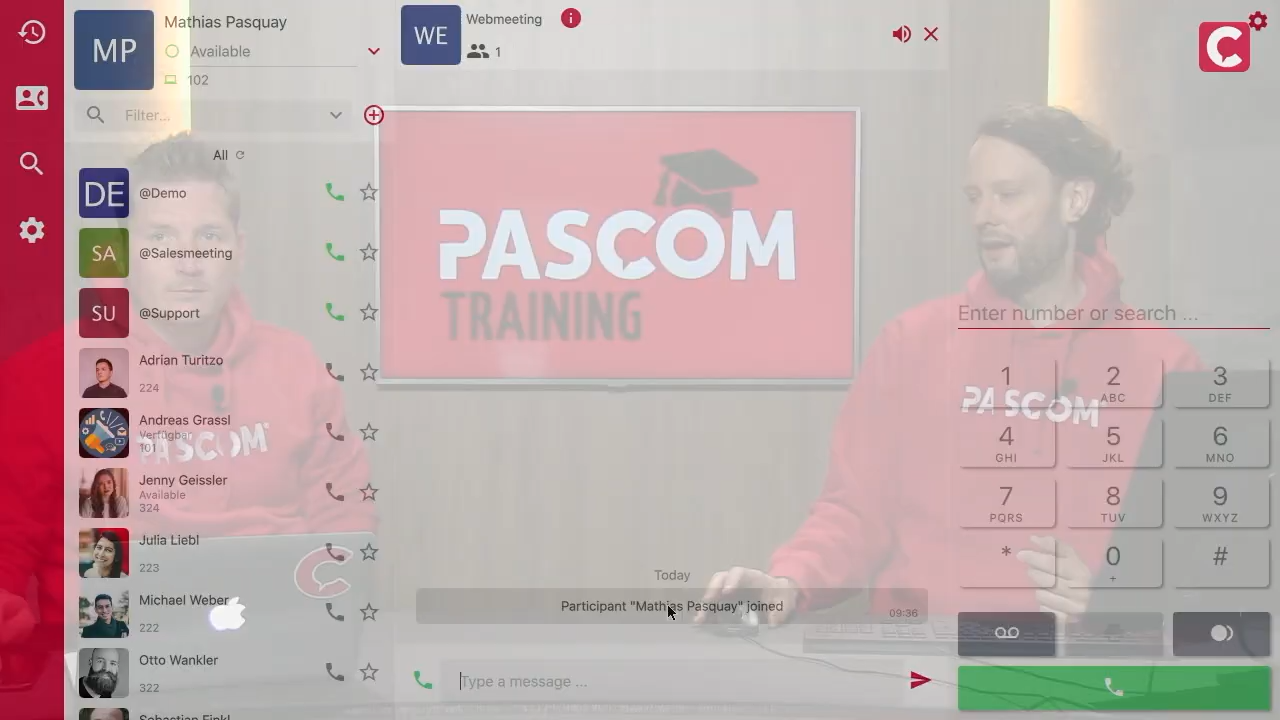 MP
Mathias Pasquay
Available
102
Filter...
All
DE
@Demo
SA
@Salesmeeting
SU
@Support
Adrian Turitzo
224
Andreas Grassl
Verfügbar
101
Jenny Geissler
Available
324
Julia Liebl
223
Michael Weber
222
Otto Wankler
322
WE
Webmeeting
1
PASCOM
TRAINING
PASCOM
PASCOM
Today
Participant "Mathias Pasquay" joined
09:36
Type a message ...
Enter number or search ...
1
2
ABC
3
DEF
4
GHI
5
JKL
6
MNO
7
PQRS
8
TUV
9
WXYZ
*
0
+
#